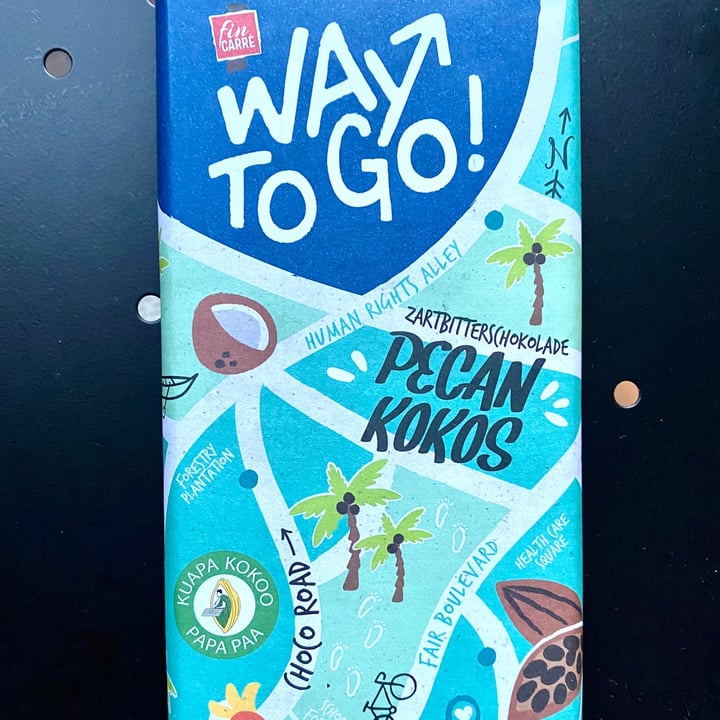 fin
CARRÉ
WAY
TO GO!
N
HUMAN RIGHTS ALLEY
ZARTBITTERSCHOKOLADE
PECAN
KOKOS
FORESTRY
PLANTATION
CHOCO ROAD
FAIR BOULEVARD
HEALTH CARE
SQUARE
KUAPA KOKOO
PAPA PAA